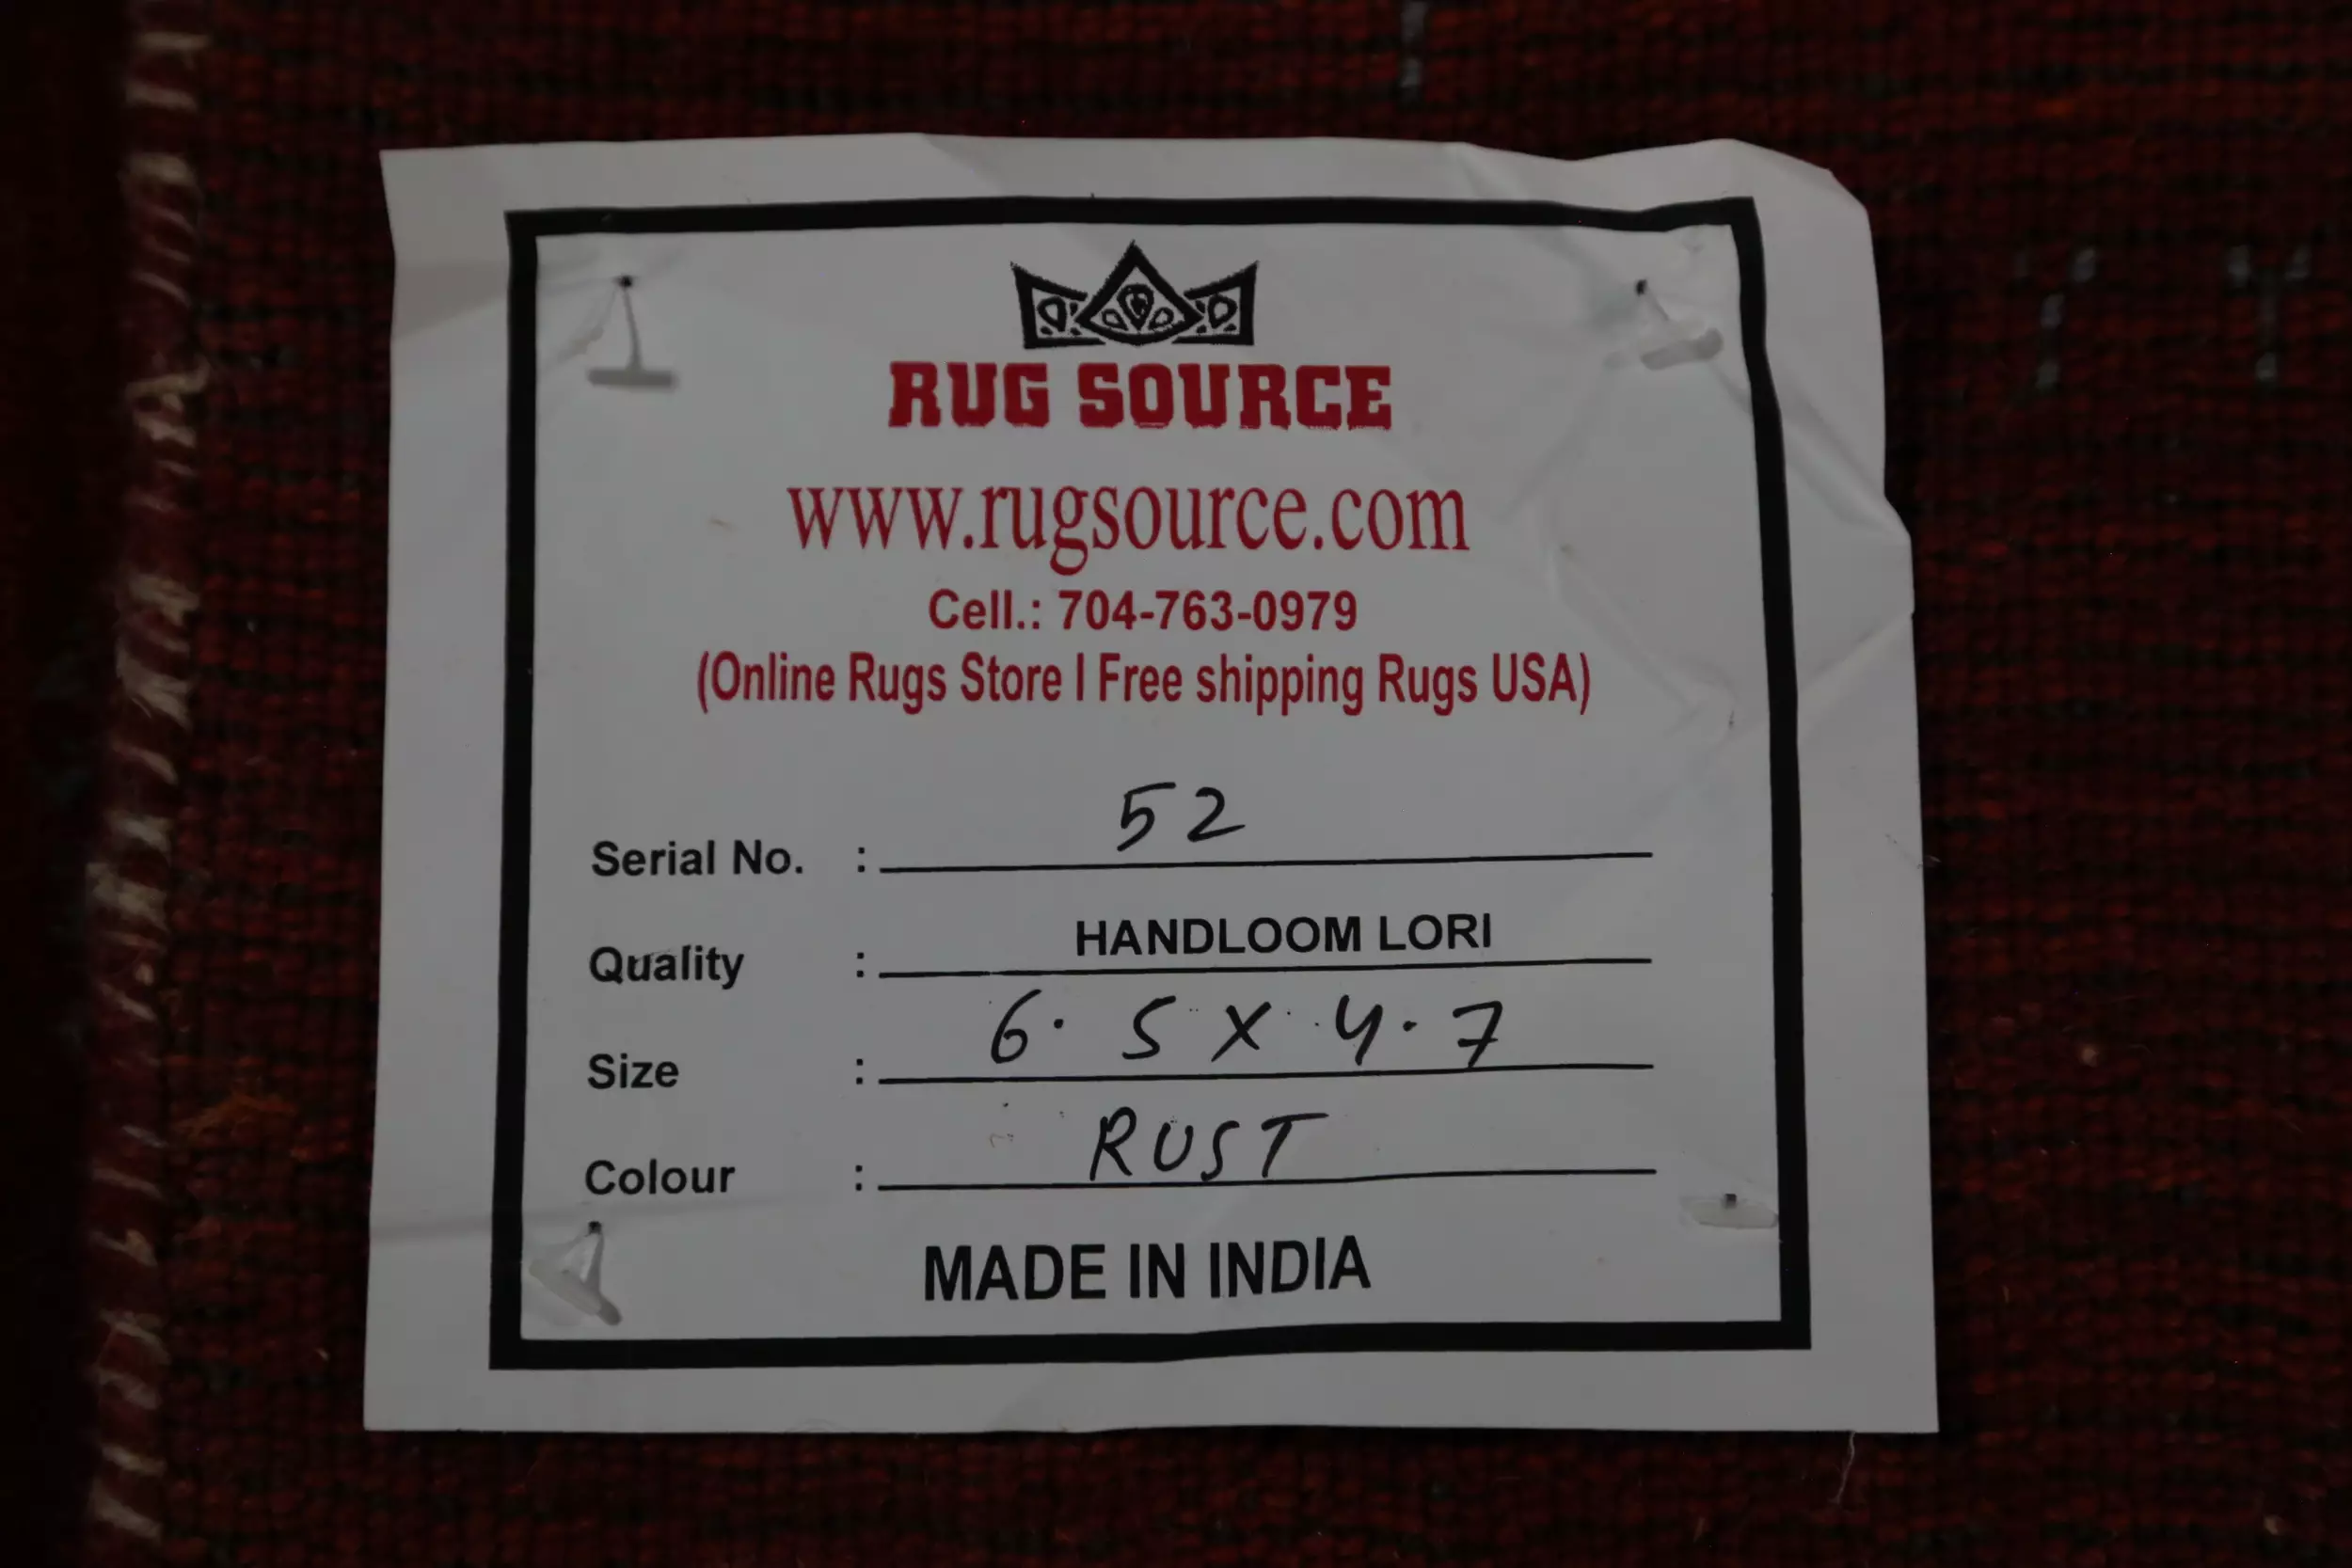 RUG SOURCE
www.rugsource.com
Cell.: 704-763-0979
(Online Rugs Store I Free shipping Rugs USA)
Serial No. : 52
Quality : HANDLOOM LORI
Size : 6. 5 X 4.7
Colour : RUST
MADE IN INDIA